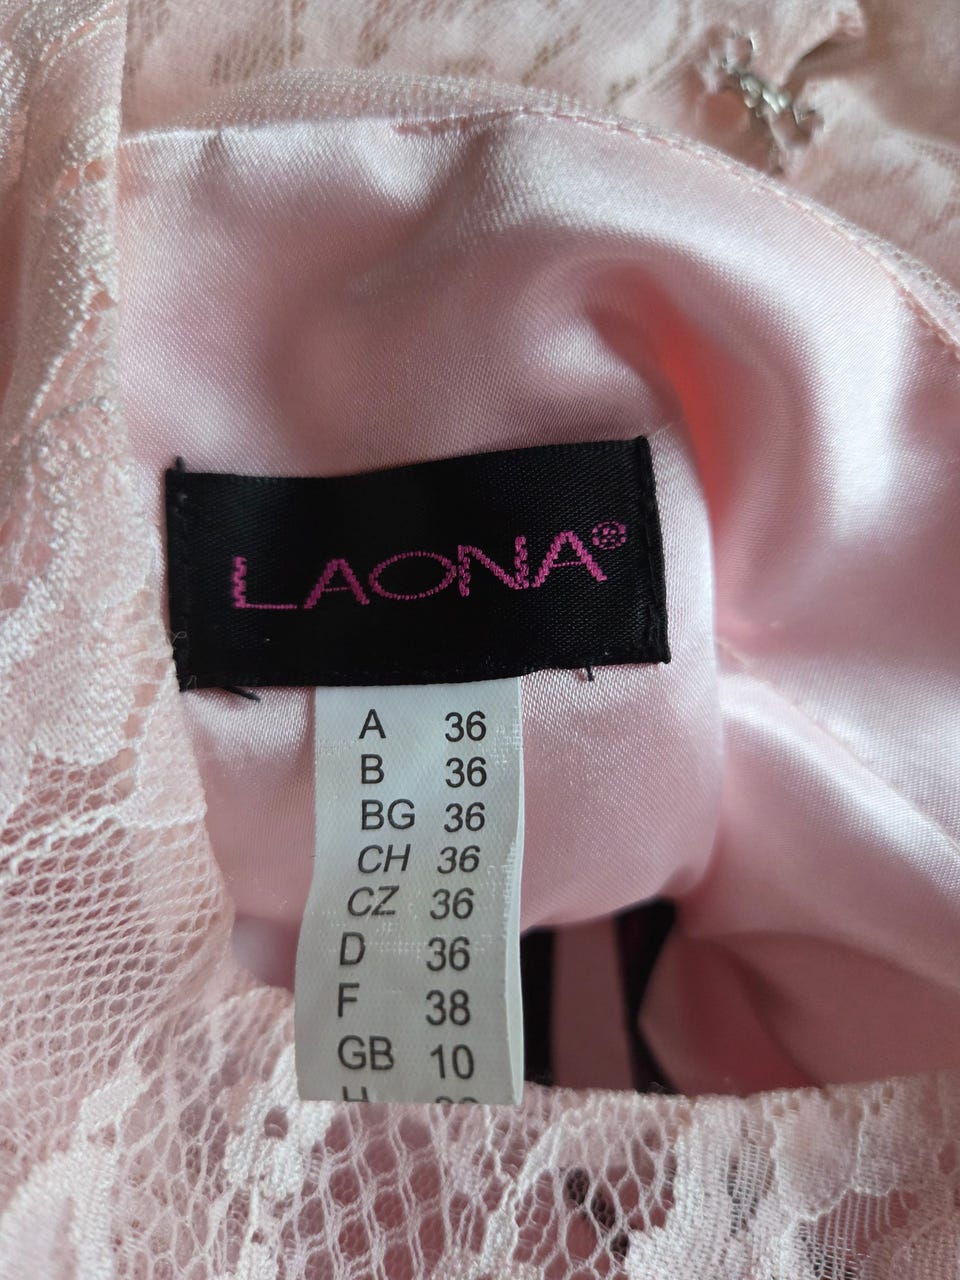 LAONA®
A 36
B 36
BG 36
CH 36
CZ 36
D 36
F 38
GB 10
H